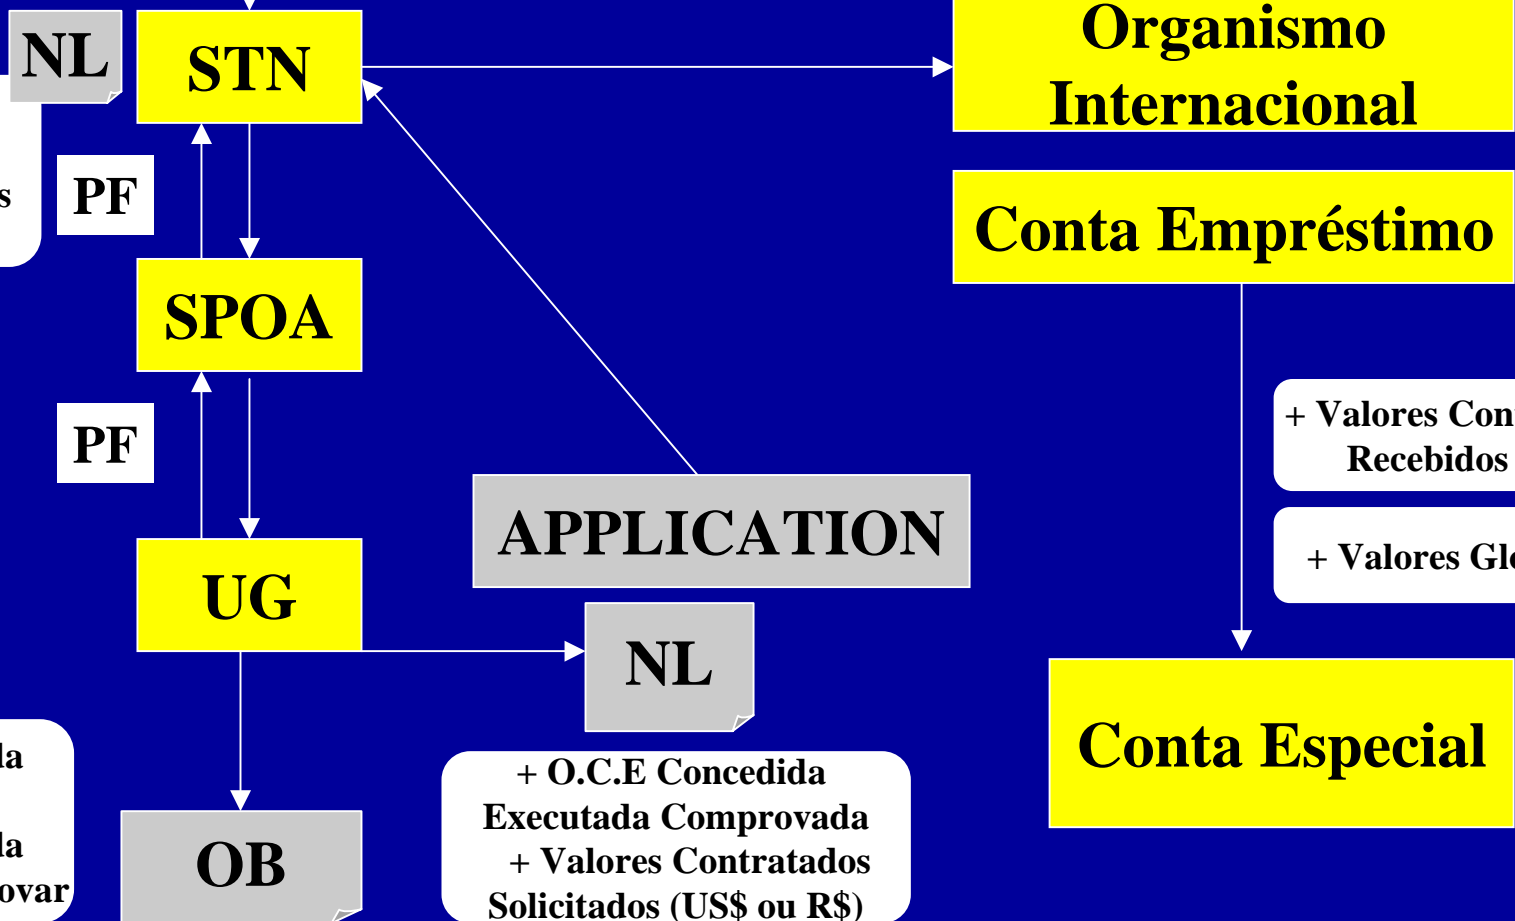 NL
STN
Organismo
Internacional
s
PF
Conta Empréstimo
SPOA
+ Valores
Recebidos
PF
APPLICATION
+ Valores
UG
NL
Conta Especial
+ O.C.E Concedida
Executada Comprovada
+ Valores Contratados
Solicitados (US$ ou R$)
OB